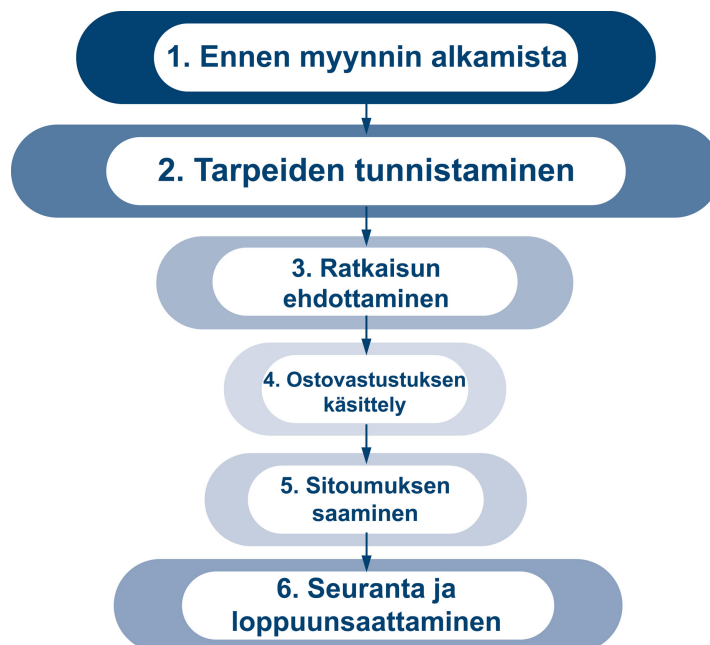 1. Ennen myynnin alkamista
2. Tarpeiden tunnistaminen
3. Ratkaisun
ehdottaminen
4. Ostovastustuksen
käsittely
5. Sitoumuksen
saaminen
6. Seuranta ja
loppuunsaattaminen